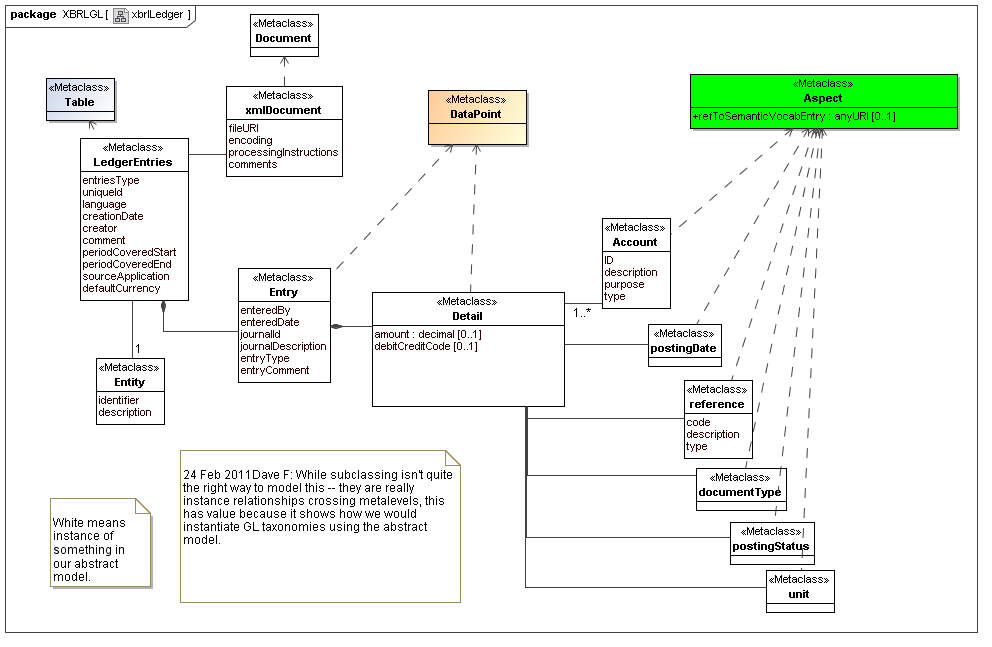 package XBRLGL [ xbrlLedger ]
«Metaclass»
Document
«Metaclass»
Table
«Metaclass»
xmlDocument
fileURI
encoding
processingInstructions
comments
«Metaclass»
DataPoint
«Metaclass»
Aspect
+refToSemanticVocabEntry : anyURI [0..1]
«Metaclass»
LedgerEntries
entriesType
uniqueId
language
creationDate
creator
comment
periodCoveredStart
periodCoveredEnd
sourceApplication
defaultCurrency
«Metaclass»
Account
ID
description
purpose
type
«Metaclass»
Entry
enteredBy
enteredDate
journalId
journalDescription
entryType
entryComment
«Metaclass»
Detail
amount : decimal [0..1]
debitCreditCode [0..1]
1..*
«Metaclass»
postingDate
1
«Metaclass»
Entity
identifier
description
«Metaclass»
reference
code
description
type
«Metaclass»
documentType
«Metaclass»
postingStatus
«Metaclass»
unit
24 Feb 2011Dave F: While subclassing isn't quite
the right way to model this -- they are really
instance relationships crossing metalevels, this
has value because it shows how we would
instantiate GL taxonomies using the abstract
model.
White means
instance of
something in
our abstract
model.